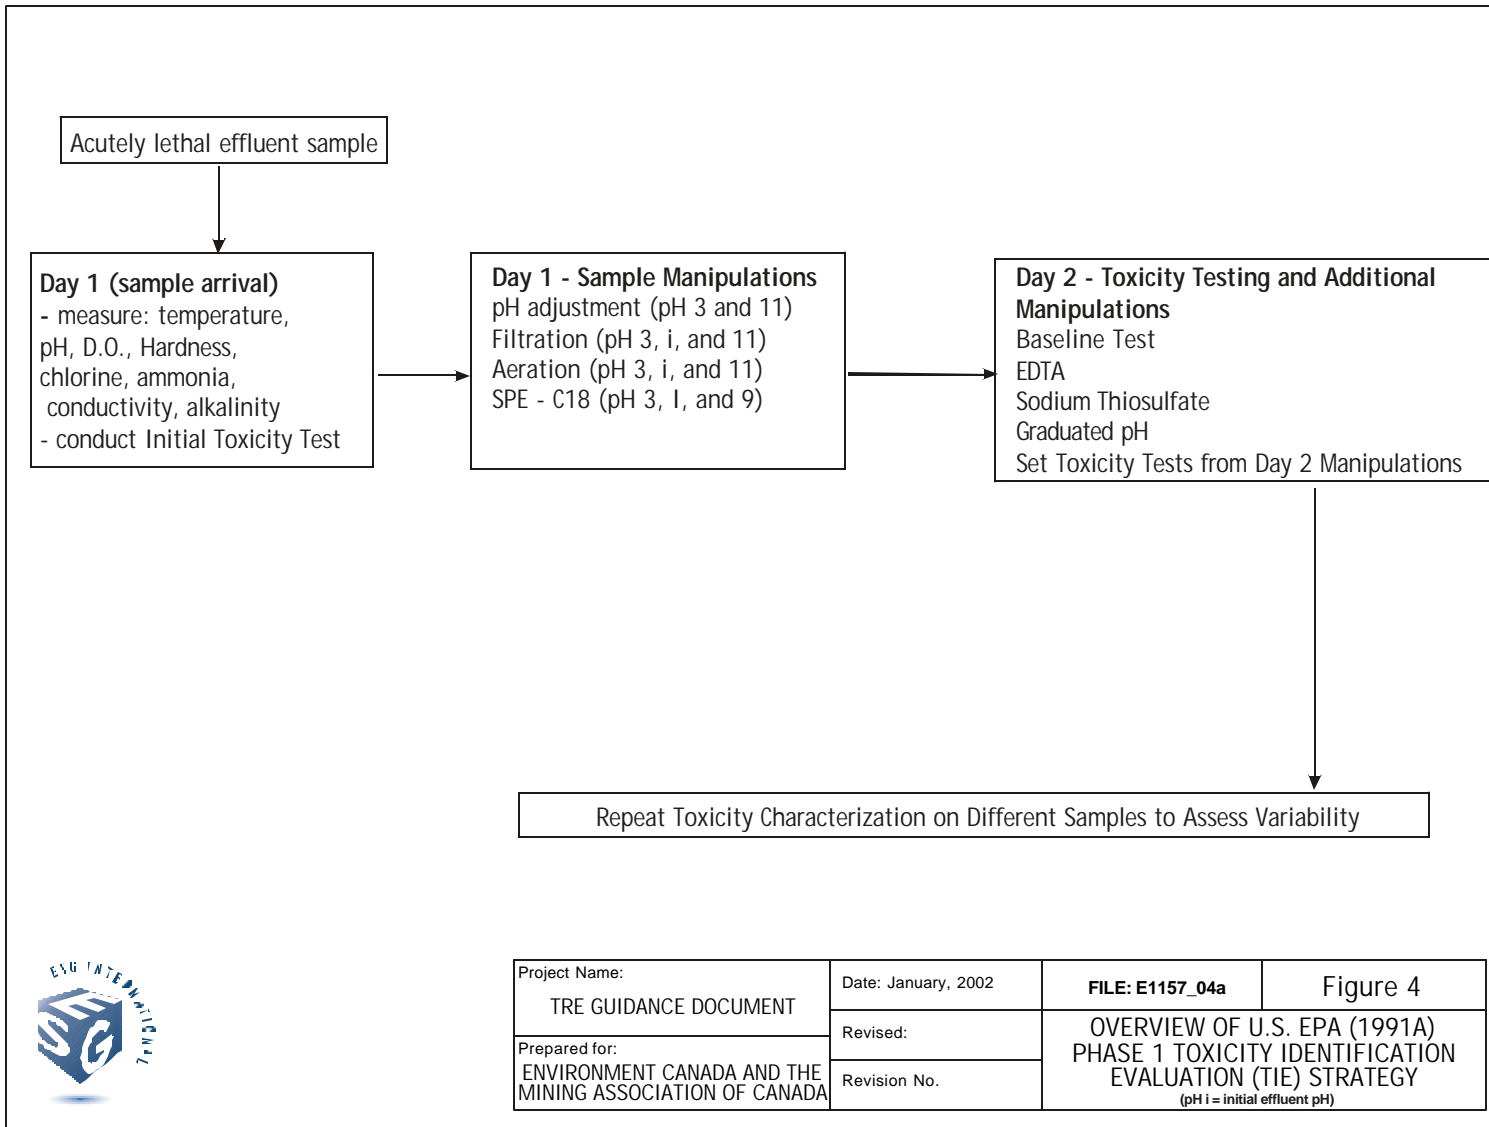 Acutely lethal effluent sample
Day 1 (sample arrival)
- measure: temperature,
pH, D.O., Hardness,
chlorine, ammonia,
conductivity, alkalinity
- conduct Initial Toxicity Test
Day 1 - Sample Manipulations
pH adjustment (pH 3 and 11)
Filtration (pH 3, i, and 11)
Aeration (pH 3, i, and 11)
SPE - C18 (pH 3, I, and 9)
Day 2 - Toxicity Testing and Additional
Manipulations
Baseline Test
EDTA
Sodium Thiosulfate
Graduated pH
Set Toxicity Tests from Day 2 Manipulations
Repeat Toxicity Characterization on Different Samples to Assess Variability
ESG INTERNATIONAL
ESG
Project Name:
TRE GUIDANCE DOCUMENT
Prepared for:
ENVIRONMENT CANADA AND THE
MINING ASSOCIATION OF CANADA
Date: January, 2002
Revised:
Revision No.
FILE: E1157_04a
Figure 4
OVERVIEW OF U.S. EPA (1991A)
PHASE 1 TOXICITY IDENTIFICATION
EVALUATION (TIE) STRATEGY
(pH i = initial effluent pH)